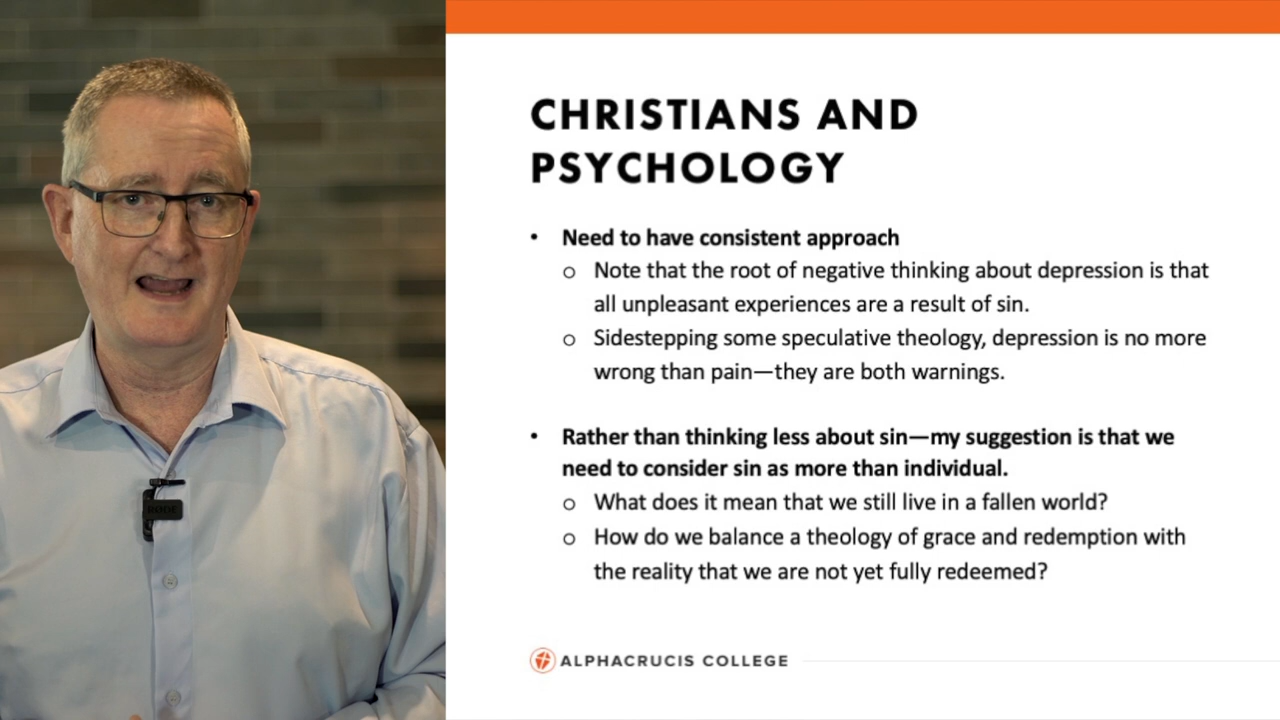 CHRISTIANS AND
PSYCHOLOGY
• Need to have consistent approach
o Note that the root of negative thinking about depression is that
all unpleasant experiences are a result of sin.
o Sidestepping some speculative theology, depression is no more
wrong than pain—they are both warnings.
• Rather than thinking less about sin—my suggestion is that we
need to consider sin as more than individual.
o What does it mean that we still live in a fallen world?
o How do we balance a theology of grace and redemption with
the reality that we are not yet fully redeemed?
RØDE
ALPHACRUCIS COLLEGE